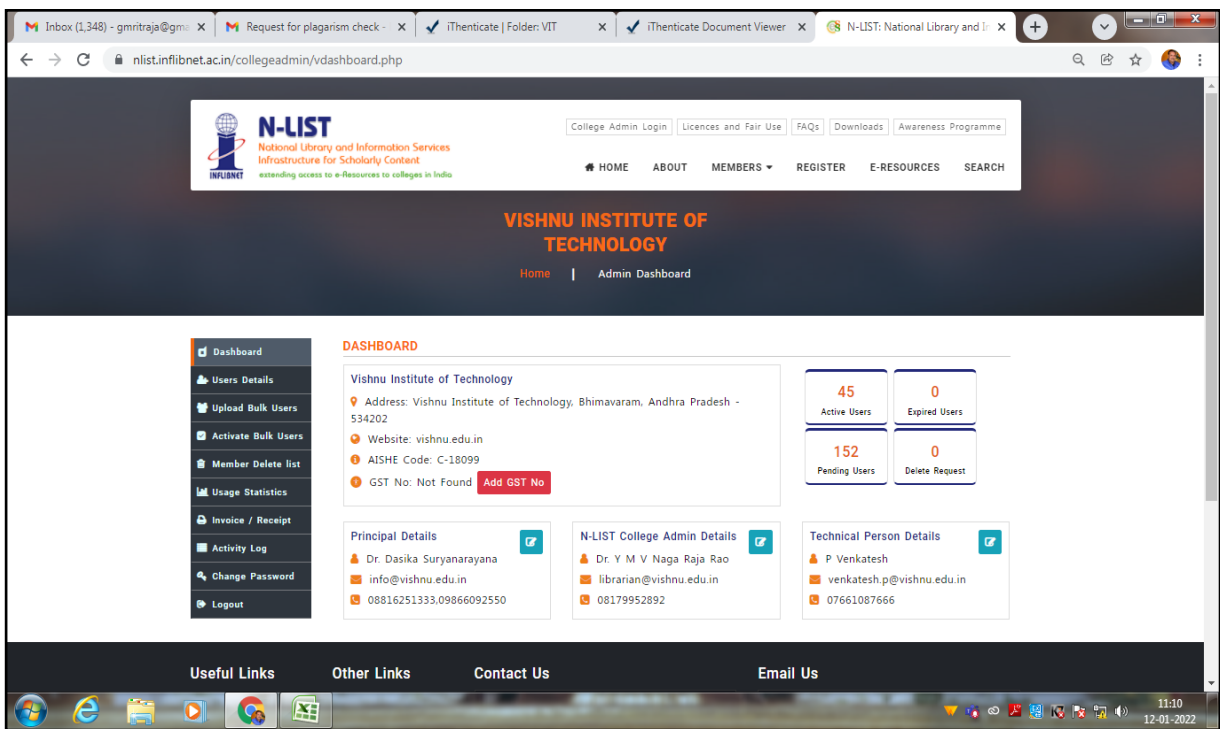 Inbox (1,348) - gmritraja@gma
Request for plagarism check -
iThenticate | Folder: VIT
iThenticate Document Viewer
N-LIST: National Library and In
nlist.inflibnet.ac.in/collegeadmin/vdashboard.php
INFLIBNET
N-LIST
National Library and Information Services
Infrastructure for Scholarly Content
extending access to e-Resources to colleges in India
College Admin Login Licences and Fair Use FAQs Downloads Awareness Programme
HOME ABOUT MEMBERS REGISTER E-RESOURCES SEARCH
VISHNU INSTITUTE OF
TECHNOLOGY
Home | Admin Dashboard
Dashboard
Users Details
Upload Bulk Users
Activate Bulk Users
Member Delete list
Usage Statistics
Invoice / Receipt
Activity Log
Change Password
Logout
DASHBOARD
Vishnu Institute of Technology
Address: Vishnu Institute of Technology, Bhimavaram, Andhra Pradesh -
534202
Website: vishnu.edu.in
AISHE Code: C-18099
GST No: Not Found Add GST No
45
Active Users
0
Expired Users
152
Pending Users
0
Delete Request
Principal Details
Dr. Dasika Suryanarayana
info@vishnu.edu.in
08816251333,09866092550
N-LIST College Admin Details
Dr. Y M V Naga Raja Rao
librarian@vishnu.edu.in
08179952892
Technical Person Details
P Venkatesh
venkatesh.p@vishnu.edu.in
07661087666
Useful Links Other Links Contact Us Email Us
11:10
12-01-2022